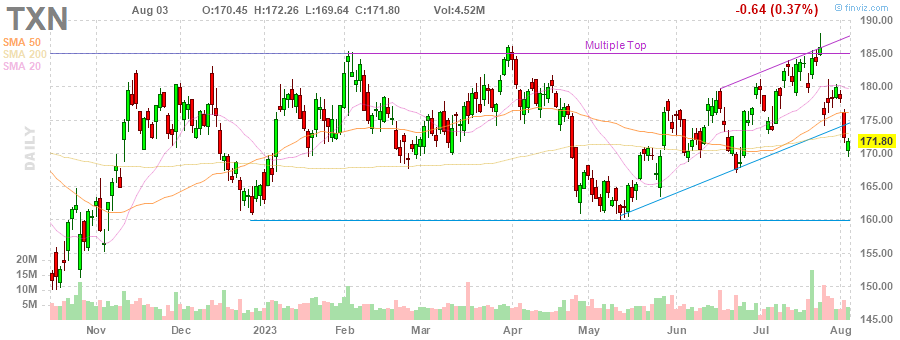 TXN
Aug 03 O:170.45 H:172.26 L:169.64 C:171.80 Vol:4.52M -0.64 (0.37%)
@ finviz.com
SMA 50
SMA 200
SMA 20
DAILY
Multiple Top
190.00
185.00
180.00
175.00
171.80
170.00
165.00
160.00
155.00
150.00
145.00
20M
15M
10M
5M
Nov Dec 2023 Feb Mar Apr May Jun Jul Aug